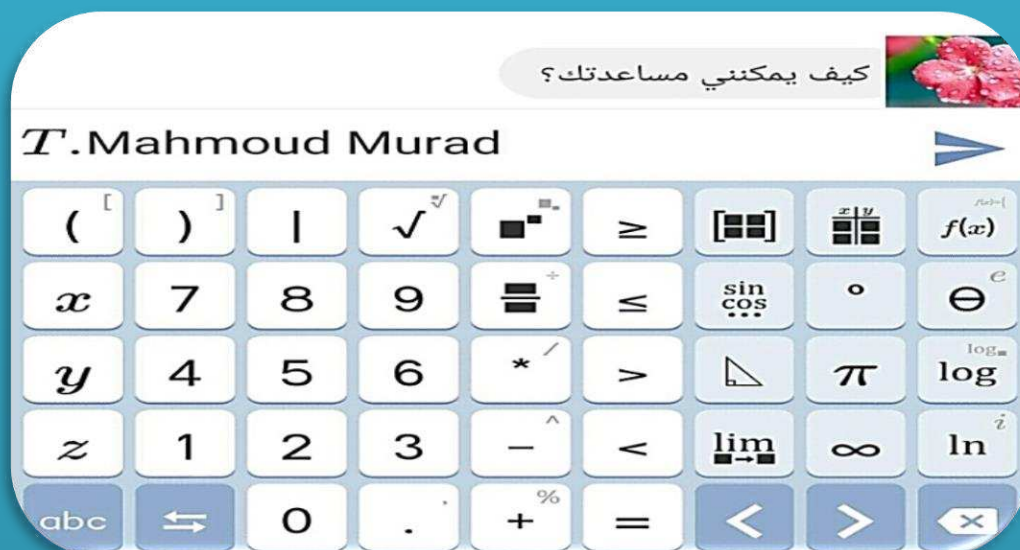 كيف يمكنني مساعدتك؟
T.Mahmoud Murad
( [ ) ] | √ ∜ ■^■ ■₌ ≥ [■■] x|y f(x)
x 7 8 9 ÷ ≤ sin cos ... ° θ e
y 4 5 6 * / > π log log
z 1 2 3 − ^ < lim ■→■ ∞ ln i
abc ⇆ 0 . + % = < >